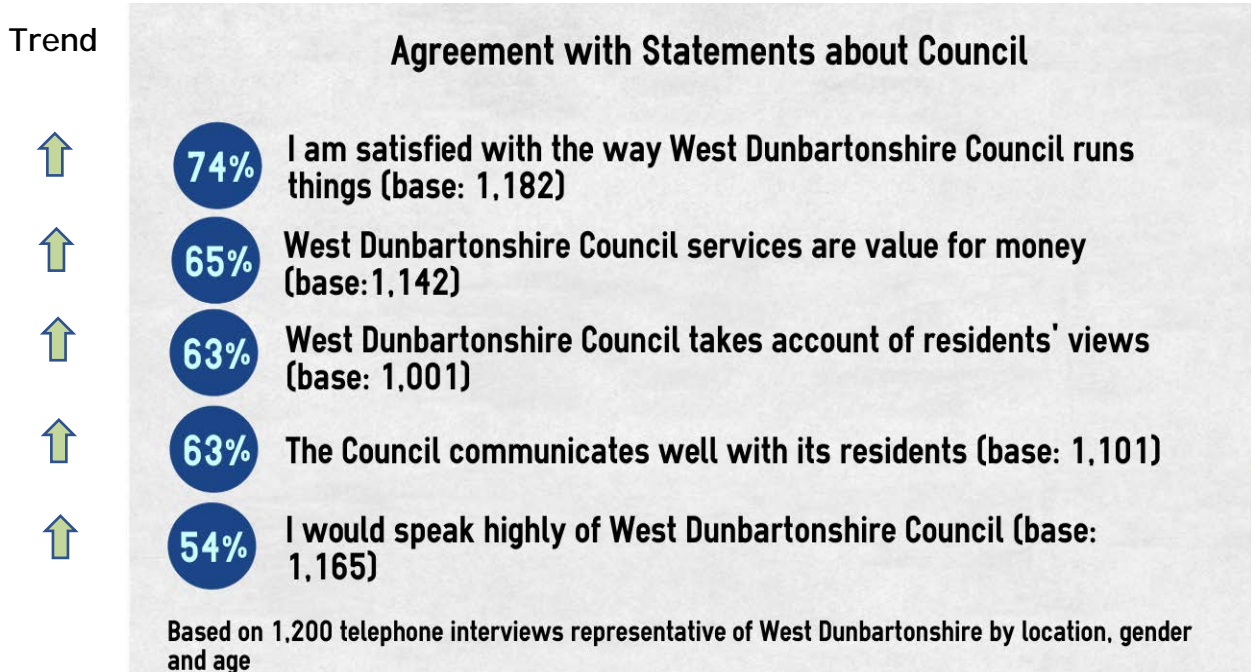 Trend
Agreement with Statements about Council
74%
I am satisfied with the way West Dunbartonshire Council runs
things (base: 1,182)
65%
West Dunbartonshire Council services are value for money
(base:1,142)
63%
West Dunbartonshire Council takes account of residents' views
(base: 1,001)
63%
The Council communicates well with its residents (base: 1,101)
54%
I would speak highly of West Dunbartonshire Council (base:
1,165)
Based on 1,200 telephone interviews representative of West Dunbartonshire by location, gender
and age